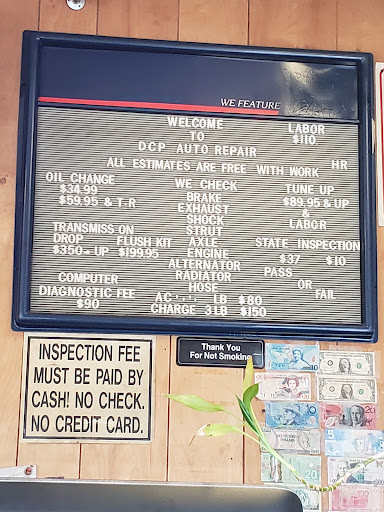 WE FEATURE
WELCOME
TO
DCP AUTO REPAIR
LABOR
$110
HR
ALL ESTIMATES ARE FREE WITH WORK
OIL CHANGE
$34.99
$59.95 & T.R
WE CHECK
BRAKE
EXHAUST
SHOCK
STRUT
AXLE
ENGINE
ALTERNATOR
RADIATOR
HOSE
TUNE UP
$89.95 & UP
&
LABOR
TRANSMISS ON
DROP FLUSH KIT
$350 UP $199.95
STATE INSPECTION
$37 $10
PASS
OR
FAIL
COMPUTER
DIAGNOSTIC FEE
$90
AC LB $80
CHARGE 3LB $150
INSPECTION FEE
MUST BE PAID BY
CASH! NO CHECK.
NO CREDIT CARD.
Thank You
For Not Smoking